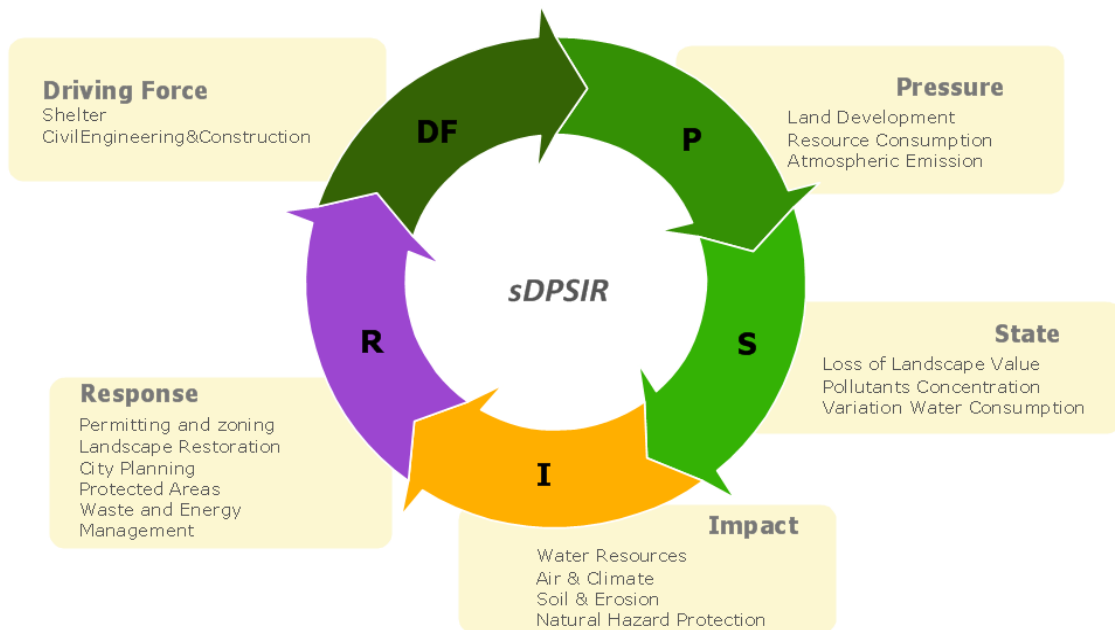 Driving Force
Shelter
CivilEngineering&Construction
DF
P
Pressure
Land Development
Resource Consumption
Atmospheric Emission
sDPSIR
R
S
State
Loss of Landscape Value
Pollutants Concentration
Variation Water Consumption
Response
Permitting and zoning
Landscape Restoration
City Planning
Protected Areas
Waste and Energy
Management
I
Impact
Water Resources
Air & Climate
Soil & Erosion
Natural Hazard Protection